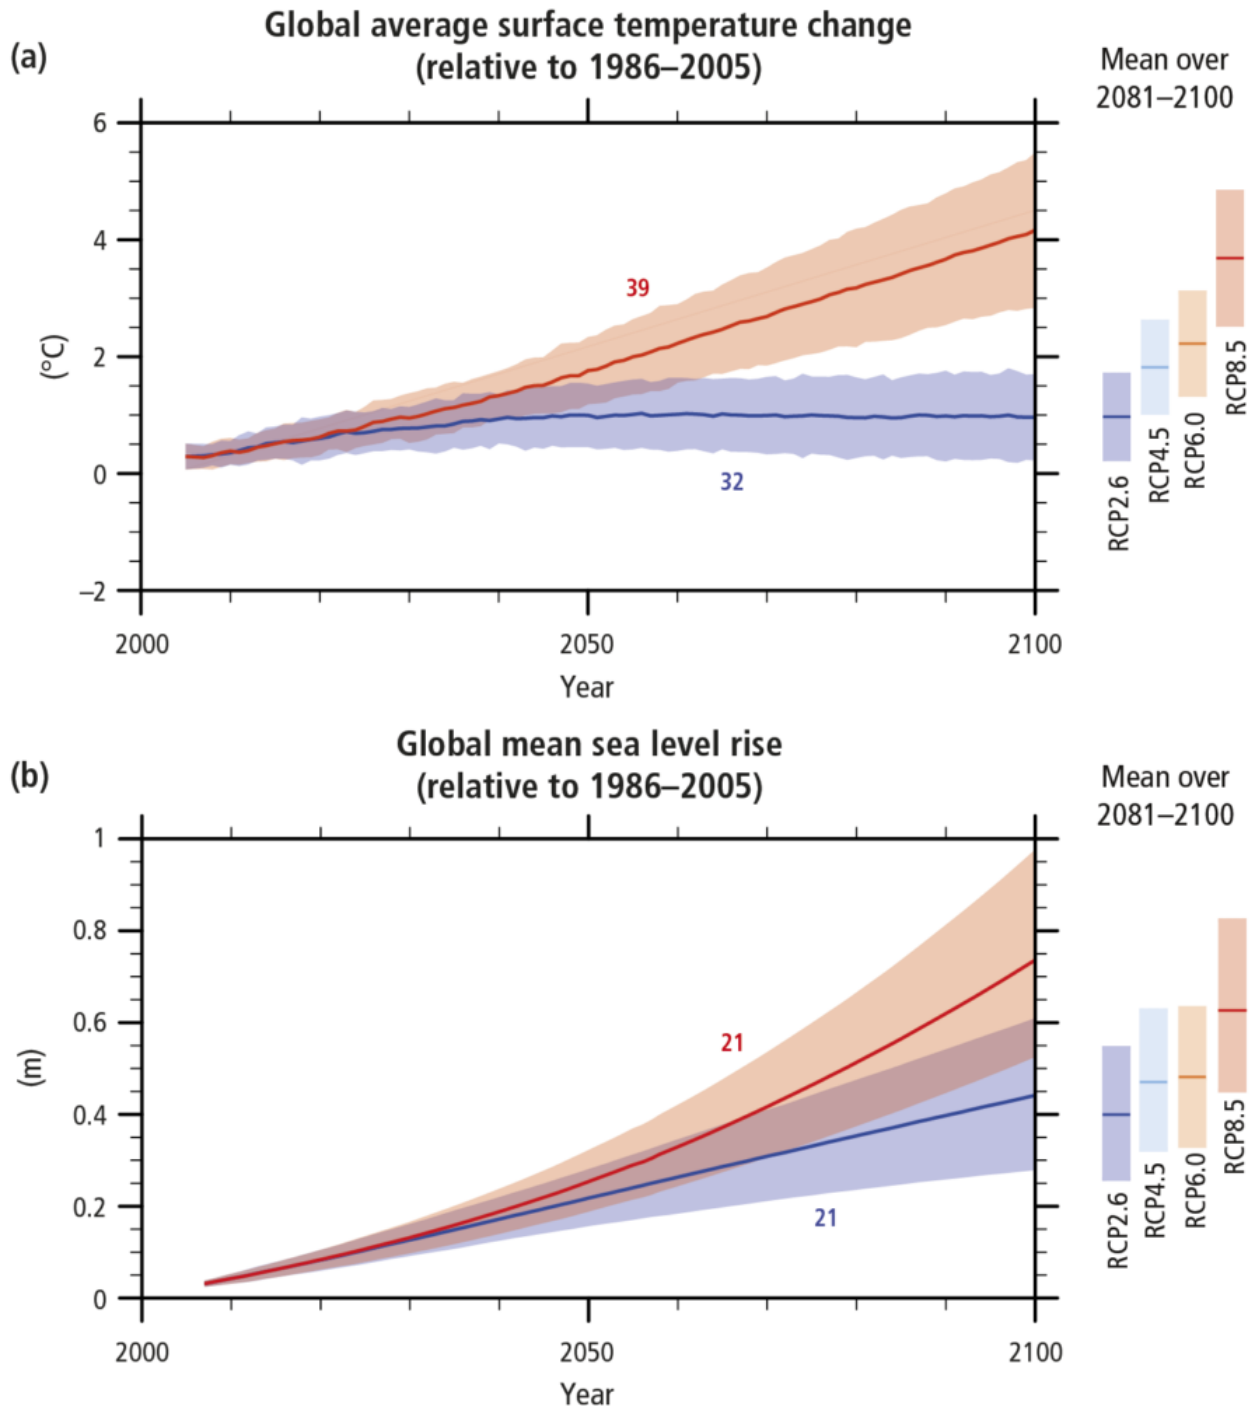 (a)
Global average surface temperature change
(relative to 1986–2005)
Mean over
2081–2100
6
4
2
0
–2
(°C)
39
32
2000
2050
2100
Year
RCP2.6
RCP4.5
RCP6.0
RCP8.5
(b)
Global mean sea level rise
(relative to 1986–2005)
Mean over
2081–2100
1
0.8
0.6
0.4
0.2
0
(m)
21
21
2000
2050
2100
Year
RCP2.6
RCP4.5
RCP6.0
RCP8.5